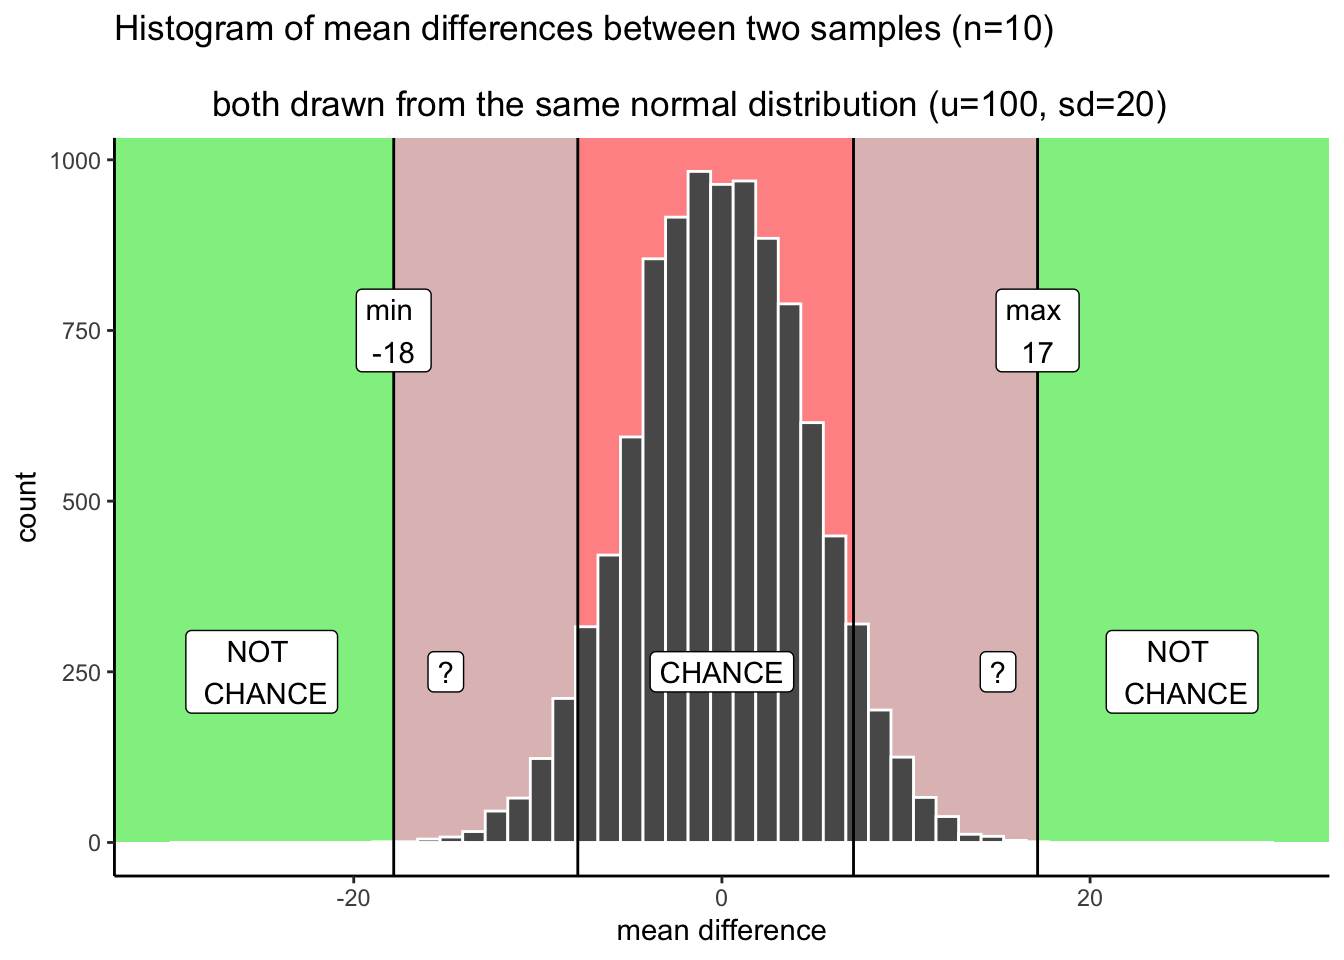 Histogram of mean differences between two samples (n=10)
both drawn from the same normal distribution (u=100, sd=20)
1000
750
500
250
0
count
min
-18
max
17
NOT
CHANCE
?
CHANCE
?
NOT
CHANCE
-20
0
20
mean difference